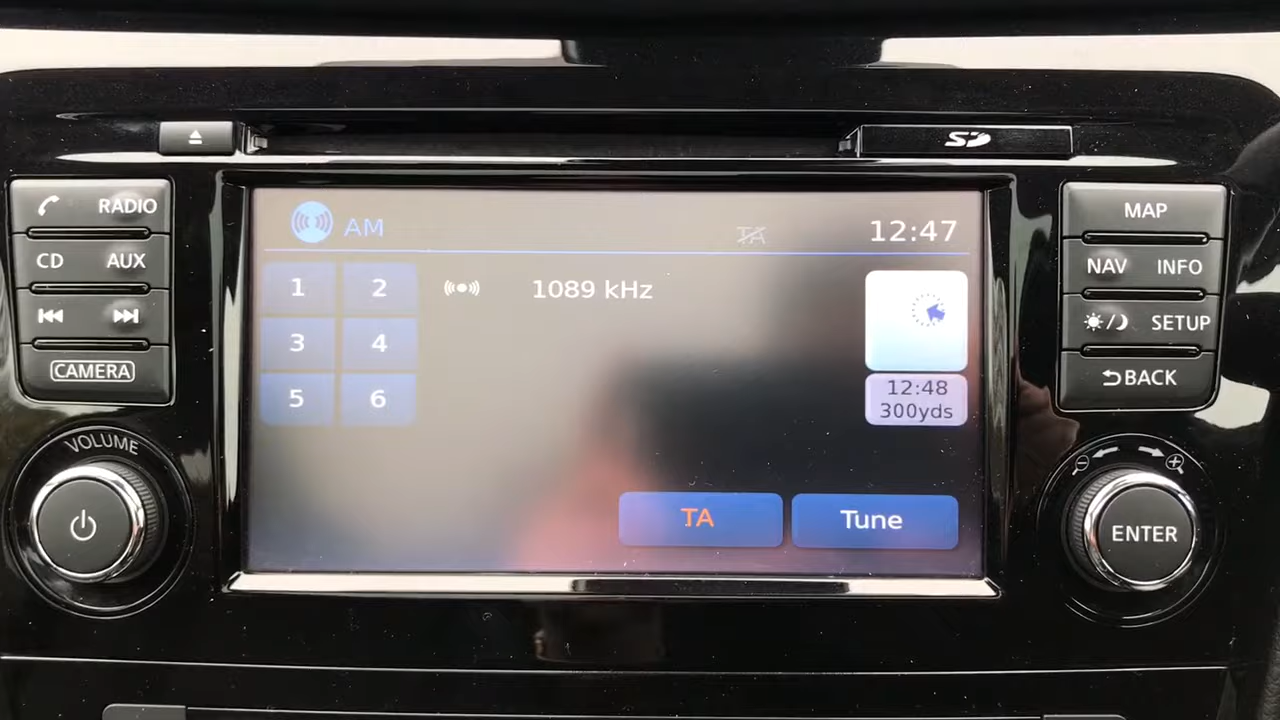 SD
RADIO
CD AUX
CAMERA
VOLUME
AM TA 12:47
1 2 1089 kHz
3 4
5 6
12:48
300yds
TA Tune
MAP
NAV INFO
SETUP
BACK
ENTER